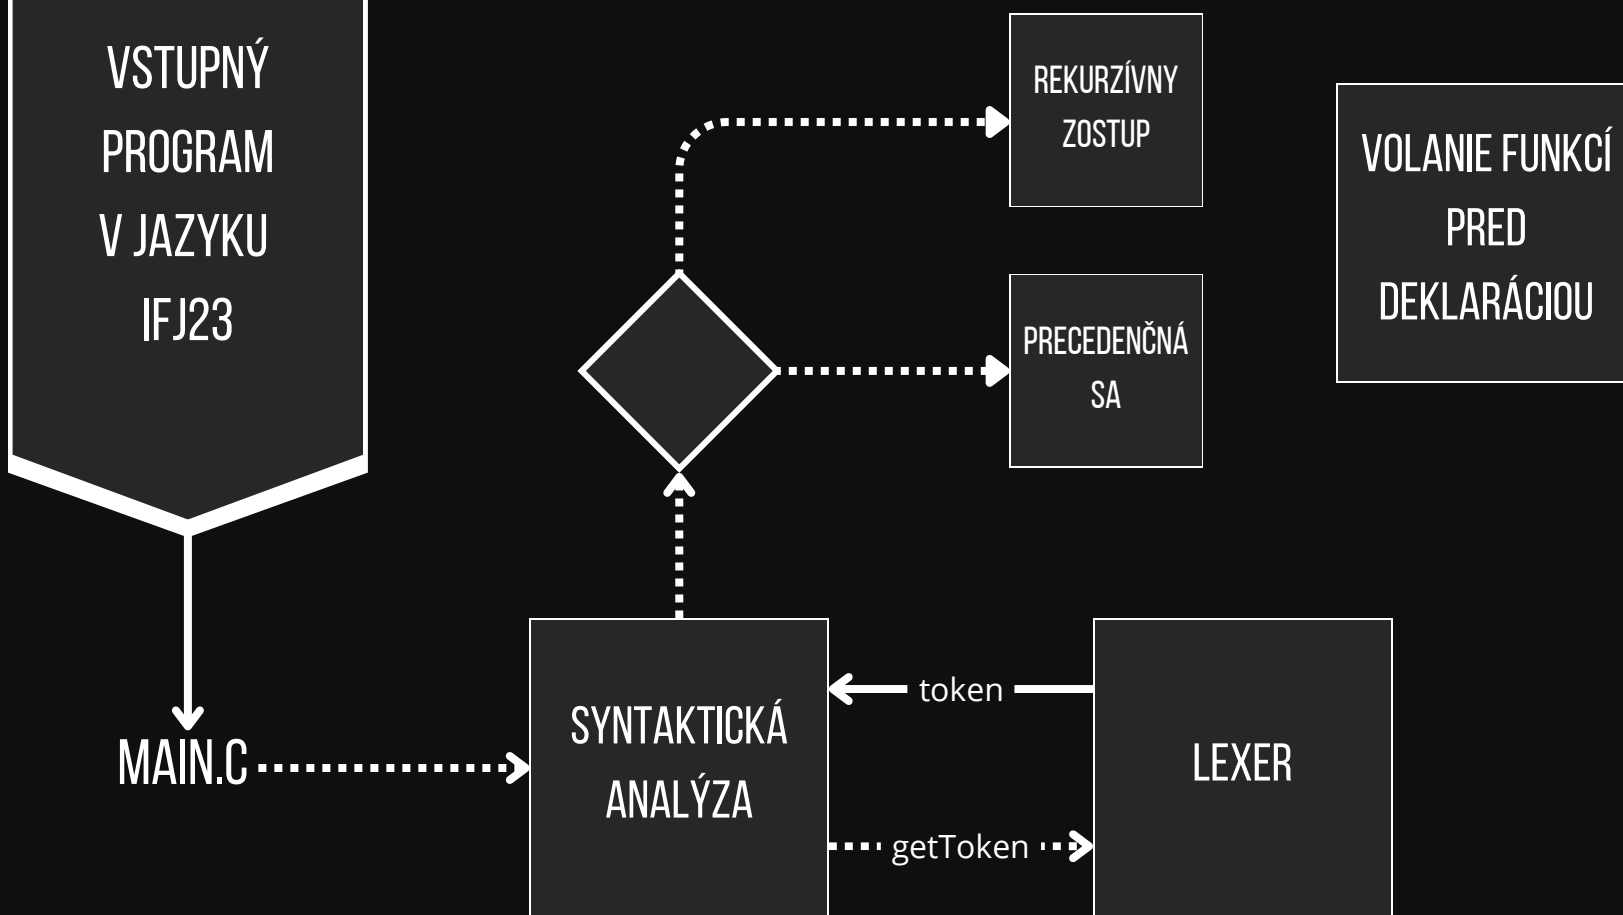 VSTUPNÝ
PROGRAM
V JAZYKU
IFJ23
REKURZÍVNY
ZOSTUP
VOLANIE FUNKCÍ
PRED
DEKLARÁCIOU
PRECEDENČNÁ
SA
MAIN.C
SYNTAKTICKÁ
ANALÝZA
token
getToken
LEXER